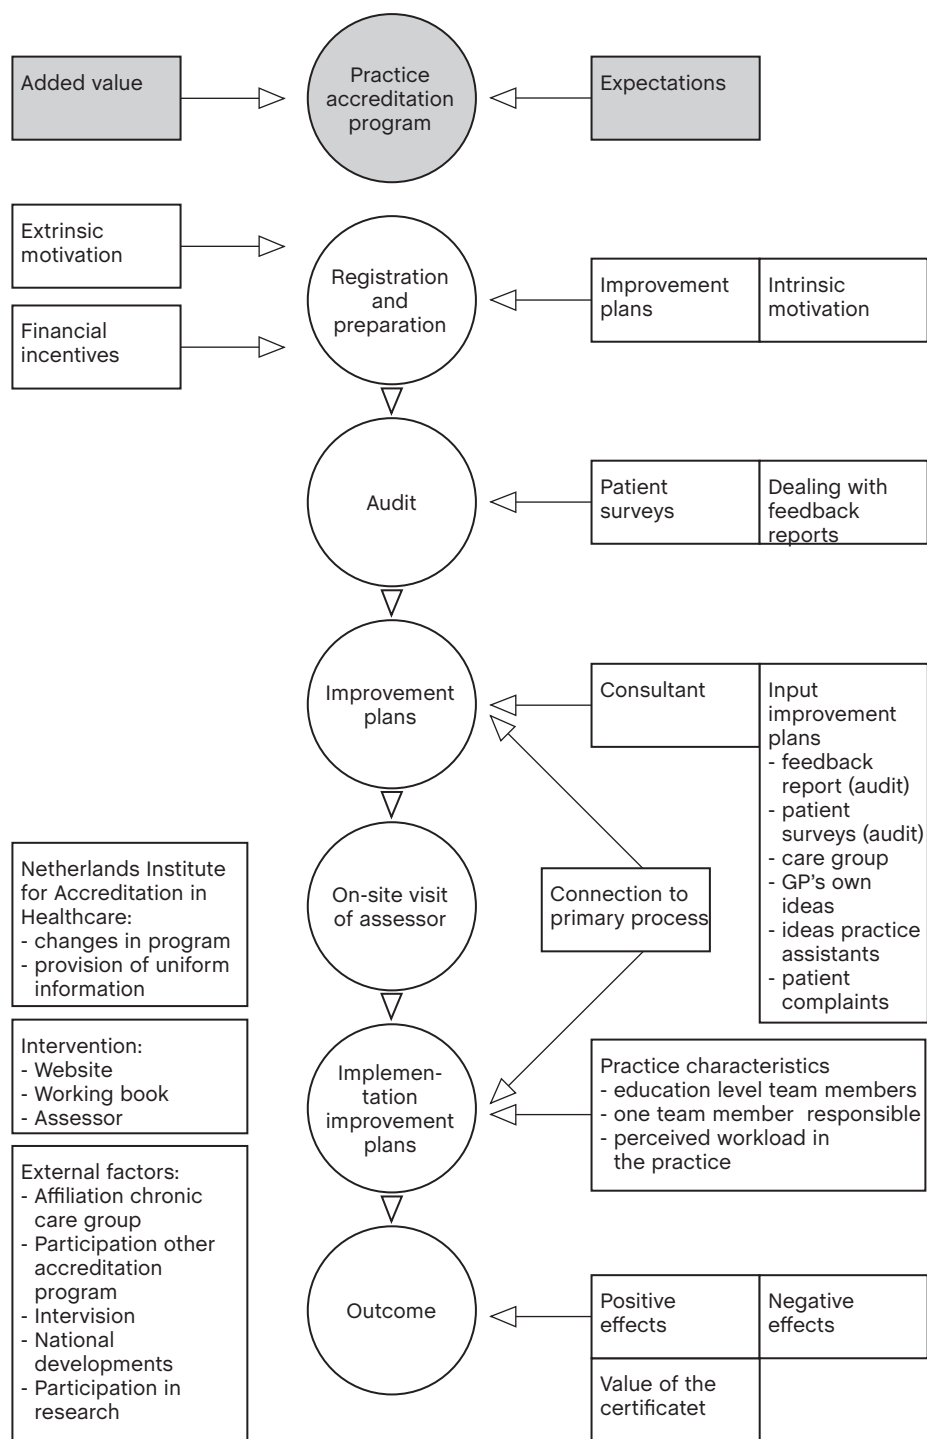 Added value
Practice
accreditation
program
Expectations
Extrinsic
motivation
Financial
incentives
Registration
and
preparation
Improvement
plans
Intrinsic
motivation
Audit
Patient
surveys
Dealing with
feedback
reports
Improvement
plans
Consultant
Input
improvement
plans
- feedback
report (audit)
- patient
surveys (audit)
- care group
- GP's own
ideas
- ideas practice
assistants
- patient
complaints
Netherlands Institute
for Accreditation in
Healthcare:
- changes in program
- provision of uniform
information
On-site visit
of assessor
Connection to
primary process
Intervention:
- Website
- Working book
- Assessor
Implemen-
tation
improvement
plans
Practice characteristics
- education level team members
- one team member  responsible
- perceived workload in
the practice
External factors:
- Affiliation chronic
care group
- Participation other
accreditation
program
- Intervision
- National
developments
- Participation in
research
Outcome
Positive
effects
Negative
effects
Value of the
certificatet